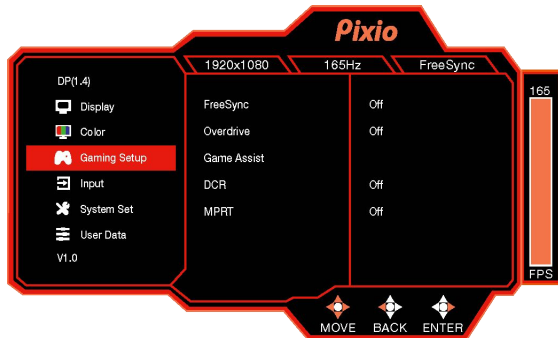 Pixio
1920x1080 165Hz FreeSync
DP(1.4)
Display
Color
Gaming Setup
Input
System Set
User Data
V1.0
FreeSync Off
Overdrive Off
Game Assist
DCR Off
MPRT Off
165
FPS
MOVE BACK ENTER